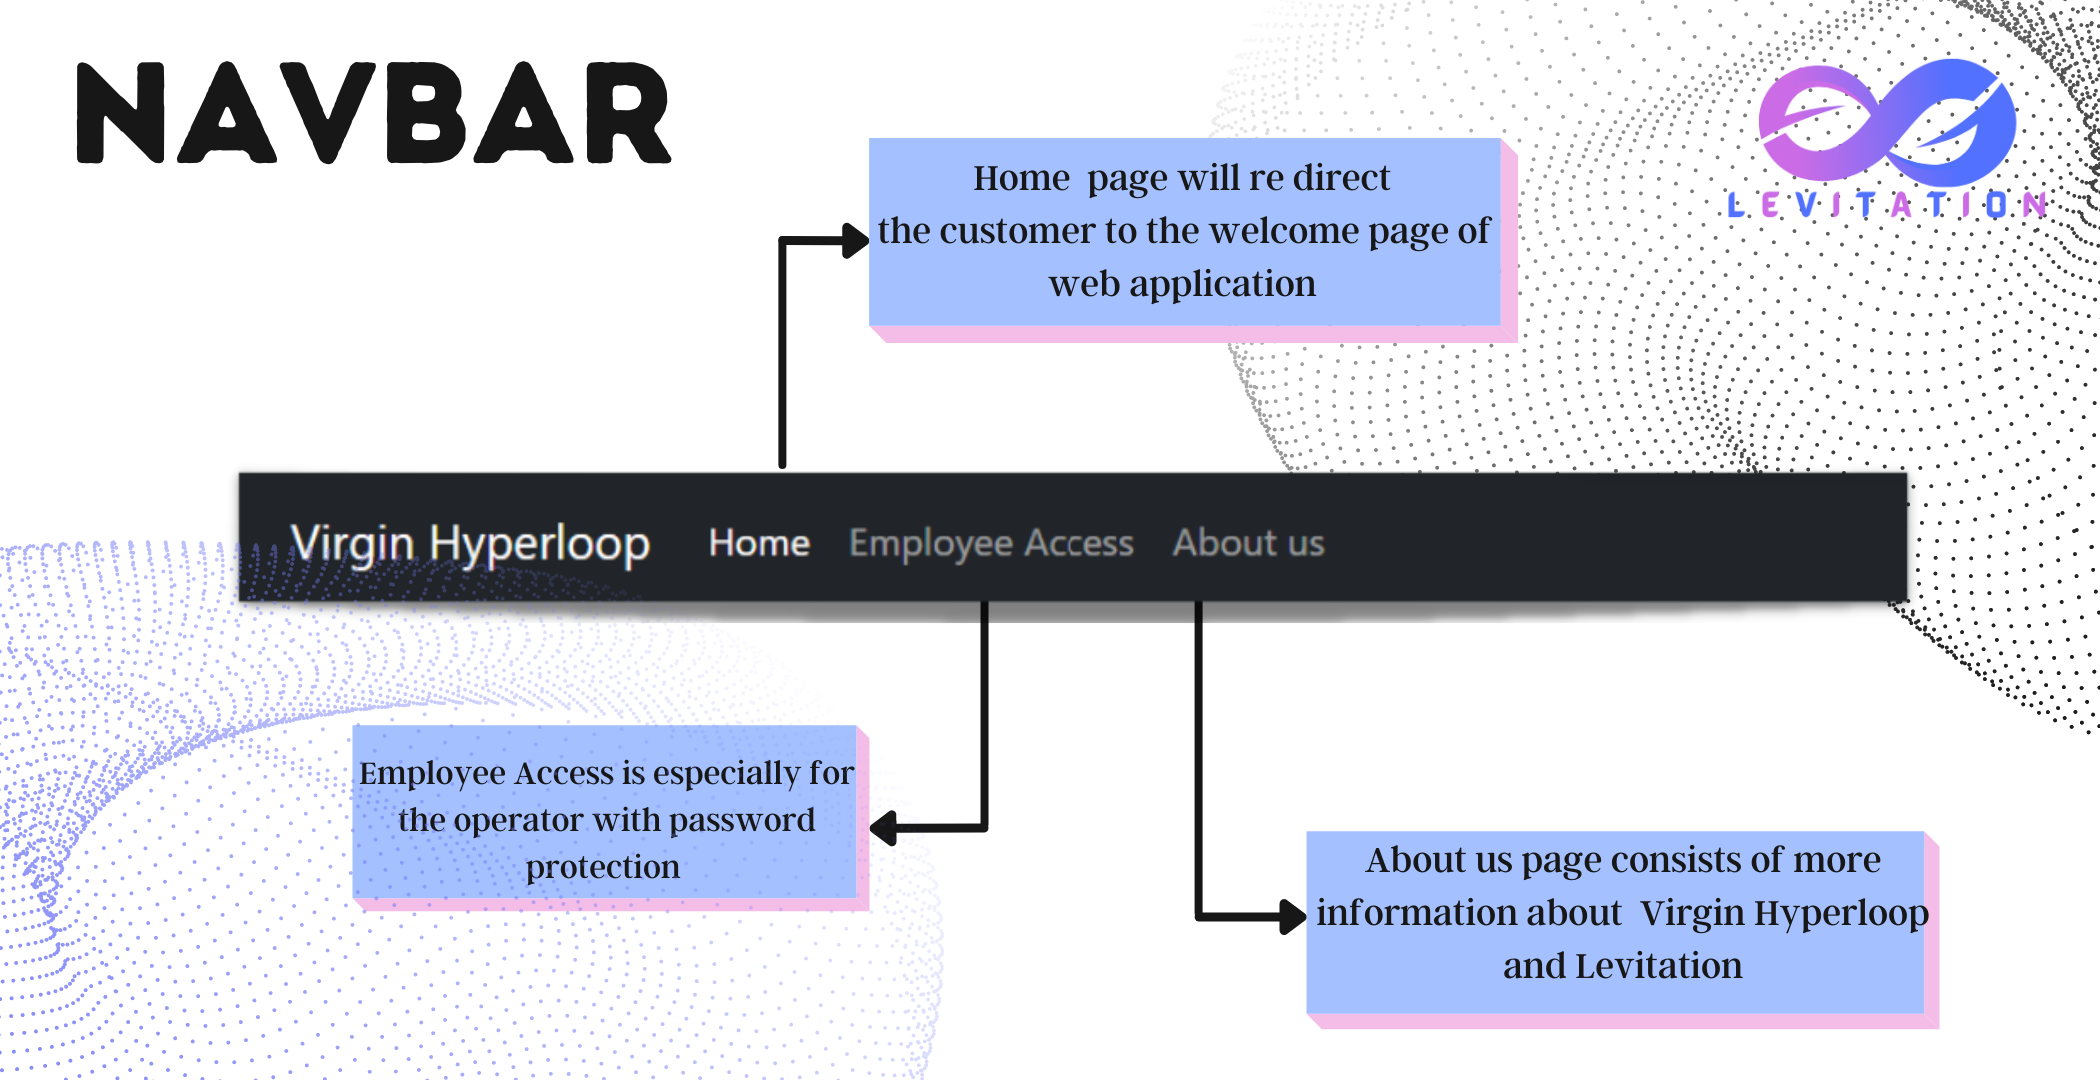 NAVBAR
LEVITATION
Home page will re direct
the customer to the welcome page of
web application
Virgin Hyperloop Home Employee Access About us
Employee Access is especially for
the operator with password
protection
About us page consists of more
information about Virgin Hyperloop
and Levitation